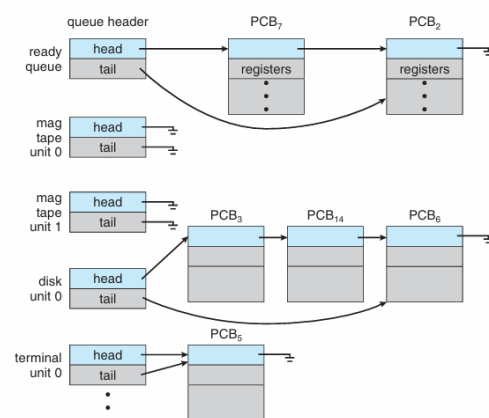 queue header PCB7 PCB2
ready queue
head
tail
registers registers
mag tape unit 0
head
tail
mag tape unit 1
head
tail
PCB3 PCB14 PCB6
disk unit 0
head
tail
PCB5
terminal unit 0
head
tail